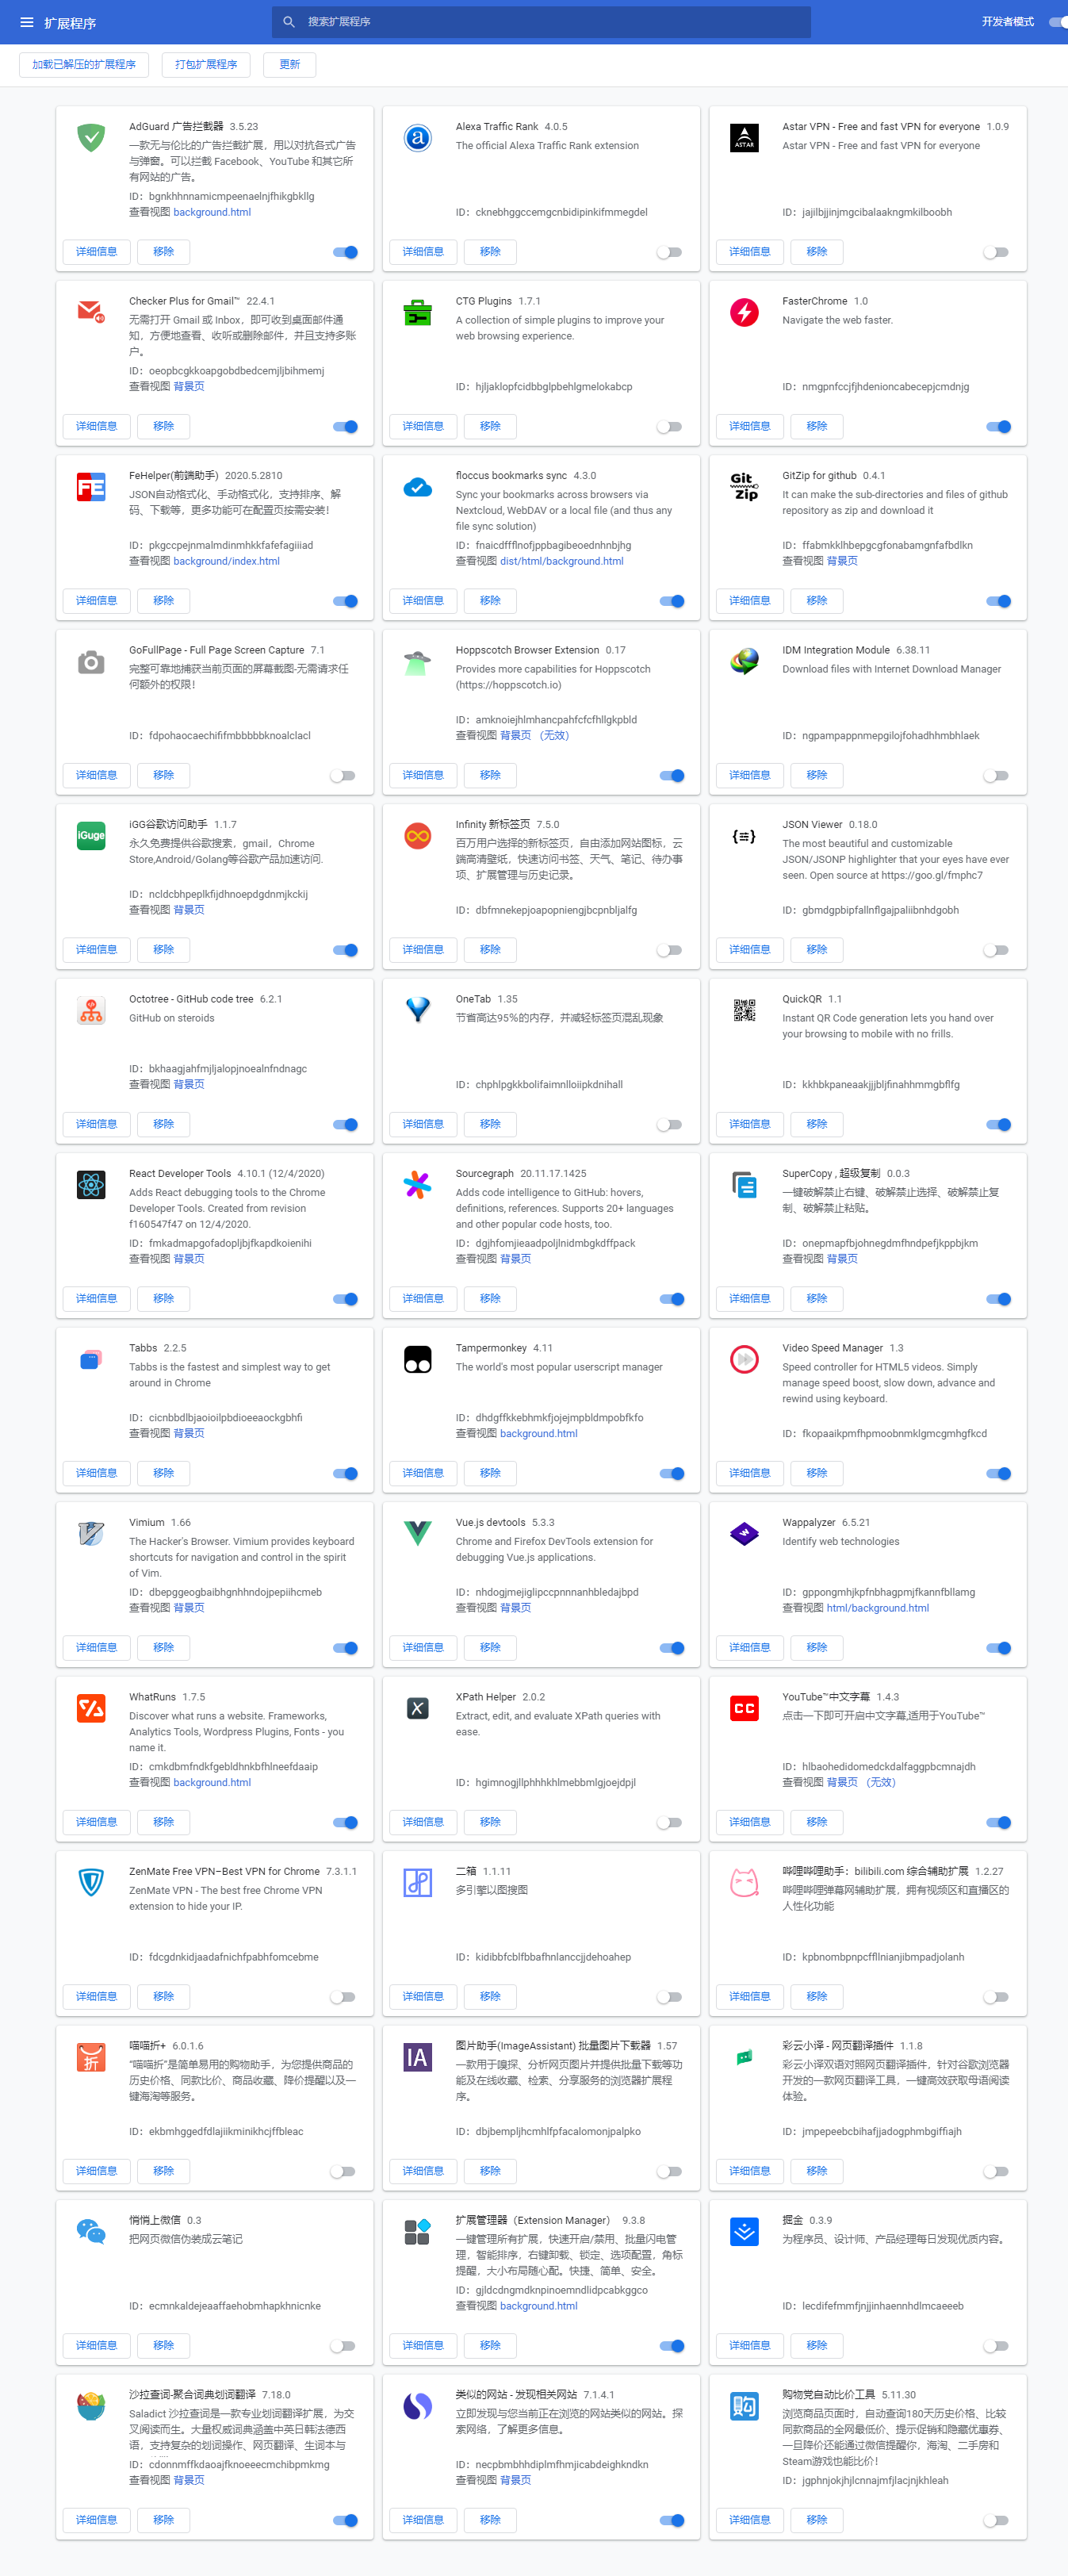 扩展程序
搜索扩展程序
开发者模式
加载已解压的扩展程序 打包扩展程序 更新
AdGuard 广告拦截器 3.5.23
一款无与伦比的广告拦截扩展，用以对抗各式广告
与弹窗。可以拦截 Facebook、YouTube 和其它所
有网站的广告。
ID：bgnkhhnnamicmpeenaelnjfhikgbkllg
查看视图 background.html
详细信息 移除
Alexa Traffic Rank 4.0.5
The official Alexa Traffic Rank extension
ID：cknebhggccemgcnbidipinkifmmegdel
详细信息 移除
Astar VPN - Free and fast VPN for everyone 1.0.9
Astar VPN - Free and fast VPN for everyone
ID：jajilbjjinjmgcibalaakngmkilboobh
详细信息 移除
Checker Plus for Gmail™ 22.4.1
无需打开 Gmail 或 Inbox，即可收到桌面邮件通
知，方便地查看、收听或删除邮件，并且支持多账
户。
ID：oeopbcgkkoapgobdbedcemjljbihmemj
查看视图 背景页
详细信息 移除
CTG Plugins 1.7.1
A collection of simple plugins to improve your
web browsing experience.
ID：hjljaklopfcidbbglpbehlgmelokabcp
详细信息 移除
FasterChrome 1.0
Navigate the web faster.
ID：nmgpnfccjfjhdenioncabecepjcmdnjg
详细信息 移除
FeHelper(前端助手) 2020.5.2810
JSON自动格式化、手动格式化，支持排序、解
码、下载等，更多功能可在配置页按需安装！
ID：pkgccpejnmalmdinmhkkfafefagiiiad
查看视图 background/index.html
详细信息 移除
floccus bookmarks sync 4.3.0
Sync your bookmarks across browsers via
Nextcloud, WebDAV or a local file (and thus any
file sync solution)
ID：fnaicdffflnofjppbagibeoednhnbjhg
查看视图 dist/html/background.html
详细信息 移除
Git
Zip
GitZip for github 0.4.1
It can make the sub-directories and files of github
repository as zip and download it
ID：ffabmkklhbepgcgfonabamgnfafbdlkn
查看视图 背景页
详细信息 移除
GoFullPage - Full Page Screen Capture 7.1
完整可靠地捕获当前页面的屏幕截图-无需请求任
何额外的权限！
ID：fdpohaocaechififmbbbbbknoalclacl
详细信息 移除
Hoppscotch Browser Extension 0.17
Provides more capabilities for Hoppscotch
(https://hoppscotch.io)
ID：amknoiejhlmhancpahfcfcfhllgkpbld
查看视图 背景页 （无效）
详细信息 移除
IDM Integration Module 6.38.11
Download files with Internet Download Manager
ID：ngpampappnmepgilojfohadhhmbhlaek
详细信息 移除
iGuge
iGG谷歌访问助手 1.1.7
永久免费提供谷歌搜索，gmail，Chrome
Store,Android/Golang等谷歌产品加速访问.
ID：ncldcbhpeplkfijdhnoepdgdnmjkckij
查看视图 背景页
详细信息 移除
Infinity 新标签页 7.5.0
百万用户选择的新标签页，自由添加网站图标，云
端高清壁纸，快速访问书签、天气、笔记、待办事
项、扩展管理与历史记录。
ID：dbfmnekepjoapopniengjbcpnbljalfg
详细信息 移除
JSON Viewer 0.18.0
The most beautiful and customizable
JSON/JSONP highlighter that your eyes have ever
seen. Open source at https://goo.gl/fmphc7
ID：gbmdgpbipfallnflgajpaliibnhdgobh
详细信息 移除
Octotree - GitHub code tree 6.2.1
GitHub on steroids
ID：bkhaagjahfmjljalopjnoealnfndnagc
查看视图 背景页
详细信息 移除
OneTab 1.35
节省高达95％的内存，并减轻标签页混乱现象
ID：chphlpgkkbolifaimnlloiipkdnihall
详细信息 移除
QuickQR 1.1
Instant QR Code generation lets you hand over
your browsing to mobile with no frills.
ID：kkhbkpaneaakjjjbljfinahhmmgbflfg
详细信息 移除
React Developer Tools 4.10.1 (12/4/2020)
Adds React debugging tools to the Chrome
Developer Tools. Created from revision
f160547f47 on 12/4/2020.
ID：fmkadmapgofadopljbjfkapdkoienihi
查看视图 背景页
详细信息 移除
Sourcegraph 20.11.17.1425
Adds code intelligence to GitHub: hovers,
definitions, references. Supports 20+ languages
and other popular code hosts, too.
ID：dgjhfomjieaadpoljlnidmbgkdffpack
查看视图 背景页
详细信息 移除
SuperCopy , 超级复制 0.0.3
一键破解禁止右键、破解禁止选择、破解禁止复
制、破解禁止粘贴。
ID：onepmapfbjohnegdmfhndpefjkppbjkm
查看视图 背景页
详细信息 移除
Tabbs 2.2.5
Tabbs is the fastest and simplest way to get
around in Chrome
ID：cicnbbdlbjaoioilpbdioeeaockgbhfi
查看视图 背景页
详细信息 移除
Tampermonkey 4.11
The world's most popular userscript manager
ID：dhdgffkkebhmkfjojejmpbldmpobfkfo
查看视图 background.html
详细信息 移除
Video Speed Manager 1.3
Speed controller for HTML5 videos. Simply
manage speed boost, slow down, advance and
rewind using keyboard.
ID：fkopaaikpmfhpmoobnmklgmcgmhgfkcd
详细信息 移除
Vimium 1.66
The Hacker's Browser. Vimium provides keyboard
shortcuts for navigation and control in the spirit
of Vim.
ID：dbepggeogbaibhgnhhndojpepiihcmeb
查看视图 背景页
详细信息 移除
Vue.js devtools 5.3.3
Chrome and Firefox DevTools extension for
debugging Vue.js applications.
ID：nhdogjmejiglipccpnnnanhbledajbpd
查看视图 背景页
详细信息 移除
Wappalyzer 6.5.21
Identify web technologies
ID：gppongmhjkpfnbhagpmjfkannfbllamg
查看视图 html/background.html
详细信息 移除
WhatRuns 1.7.5
Discover what runs a website. Frameworks,
Analytics Tools, Wordpress Plugins, Fonts - you
name it.
ID：cmkdbmfndkfgebldhnkbfhlneefdaaip
查看视图 background.html
详细信息 移除
XPath Helper 2.0.2
Extract, edit, and evaluate XPath queries with
ease.
ID：hgimnogjllphhhkhlmebbmlgjoejdpjl
详细信息 移除
CC
YouTube™中文字幕 1.4.3
点击一下即可开启中文字幕,适用于YouTube™
ID：hlbaohedidomedckdalfaggpbcmnajdh
查看视图 背景页 （无效）
详细信息 移除
ZenMate Free VPN–Best VPN for Chrome 7.3.1.1
ZenMate VPN - The best free Chrome VPN
extension to hide your IP.
ID：fdcgdnkidjaadafnichfpabhfomcebme
详细信息 移除
二箱 1.1.11
多引擎以图搜图
ID：kidibbfcblfbbafhnlanccjjdehoahep
详细信息 移除
哔哩哔哩助手：bilibili.com 综合辅助扩展 1.2.27
哔哩哔哩弹幕网辅助扩展，拥有视频区和直播区的
人性化功能
ID：kpbnombpnpcffllnianjibmpadjolanh
详细信息 移除
折
喵喵折+ 6.0.1.6
“喵喵折”是简单易用的购物助手，为您提供商品的
历史价格、同款比价、商品收藏、降价提醒以及一
键海淘等服务。
ID：ekbmhggedfdlajiikminikhcjffbleac
详细信息 移除
IA
图片助手(ImageAssistant) 批量图片下载器 1.57
一款用于嗅探、分析网页图片并提供批量下载等功
能及在线收藏、检索、分享服务的浏览器扩展程
序。
ID：dbjbempljhcmhlfpfacalomonjpalpko
详细信息 移除
彩云小译 - 网页翻译插件 1.1.8
彩云小译双语对照网页翻译插件，针对谷歌浏览器
开发的一款网页翻译工具，一键高效获取母语阅读
体验。
ID：jmpepeebcbihafjjadogphmbgiffiajh
详细信息 移除
悄悄上微信 0.3
把网页微信伪装成云笔记
ID：ecmnkaldejeaaffaehobmhapkhnicnke
详细信息 移除
扩展管理器（Extension Manager） 9.3.8
一键管理所有扩展，快速开启/禁用、批量闪电管
理，智能排序，右键卸载、锁定、选项配置，角标
提醒，大小布局随心配。快捷、简单、安全。
ID：gjldcdngmdknpinoemndlidpcabkggco
查看视图 background.html
详细信息 移除
掘金 0.3.9
为程序员、设计师、产品经理每日发现优质内容。
ID：lecdifefmmfjnjjinhaennhdlmcaeeeb
详细信息 移除
沙拉查词-聚合词典划词翻译 7.18.0
Saladict 沙拉查词是一款专业划词翻译扩展，为交
叉阅读而生。大量权威词典涵盖中英日韩法德西
语，支持复杂的划词操作、网页翻译、生词本与
ID：cdonnmffkdaoajfknoeeecmchibpmkmg
查看视图 背景页
详细信息 移除
类似的网站 - 发现相关网站 7.1.4.1
立即发现与您当前正在浏览的网站类似的网站。探
索网络，了解更多信息。
ID：necpbmbhhdiplmfhmjicabdeighkndkn
查看视图 背景页
详细信息 移除
购
购物党自动比价工具 5.11.30
浏览商品页面时，自动查询180天历史价格、比较
同款商品的全网最低价、提示促销和隐藏优惠券、
一旦降价还能通过微信提醒你，海淘、二手房和
Steam游戏也能比价！
ID：jgphnjokjhjlcnnajmfjlacjnjkhleah
详细信息 移除